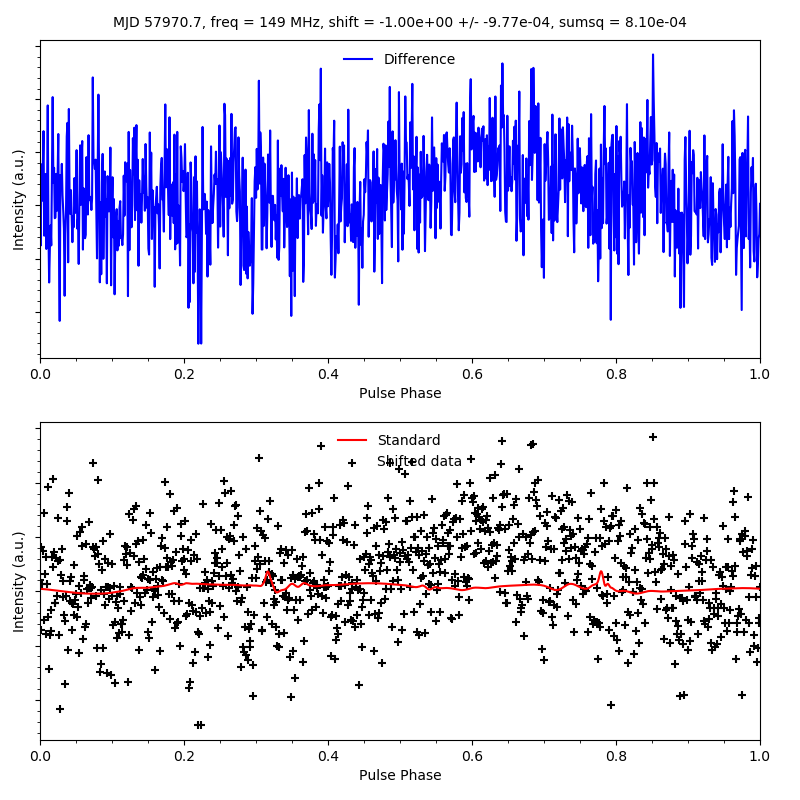 MJD 57970.7, freq = 149 MHz, shift = -1.00e+00 +/- -9.77e-04, sumsq = 8.10e-04
Difference
Intensity (a.u.)
0.0 0.2 0.4 0.6 0.8 1.0
Pulse Phase
Standard
Shifted data
Intensity (a.u.)
0.0 0.2 0.4 0.6 0.8 1.0
Pulse Phase